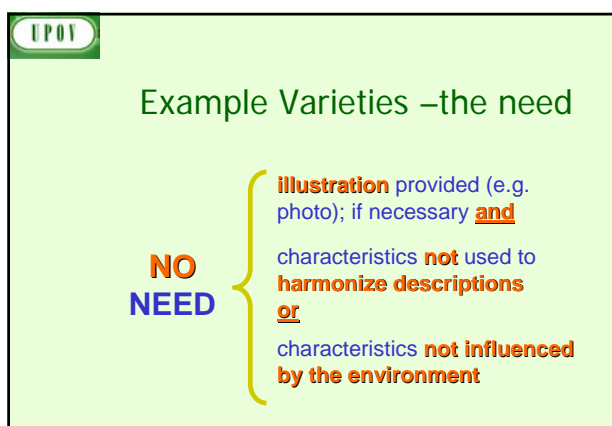 UPOV
Example Varieties –the need
illustration provided (e.g.
photo); if necessary and
NO
NEED
characteristics not used to
harmonize descriptions
or
characteristics not influenced
by the environment